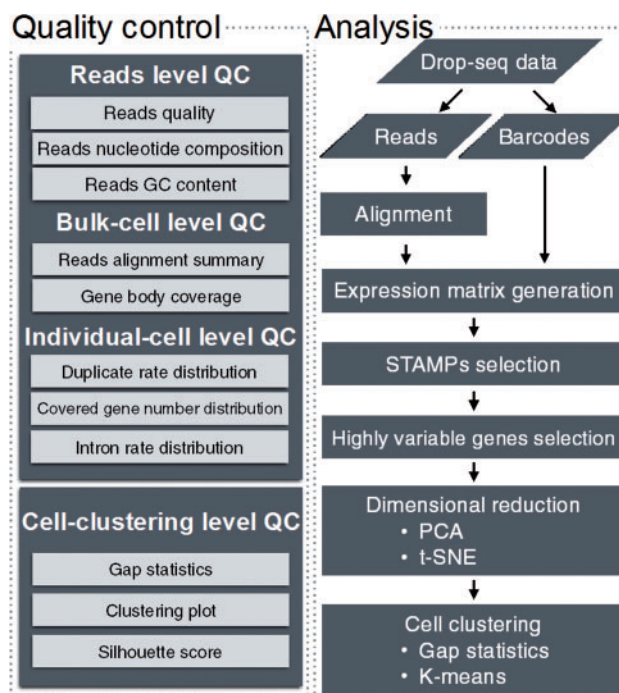 Quality control
Reads level QC
Reads quality
Reads nucleotide composition
Reads GC content
Bulk-cell level QC
Reads alignment summary
Gene body coverage
Individual-cell level QC
Duplicate rate distribution
Covered gene number distribution
Intron rate distribution
Cell-clustering level QC
Gap statistics
Clustering plot
Silhouette score
Analysis
Drop-seq data
Reads
Barcodes
Alignment
Expression matrix generation
STAMPs selection
Highly variable genes selection
Dimensional reduction
• PCA
• t-SNE
Cell clustering
• Gap statistics
• K-means